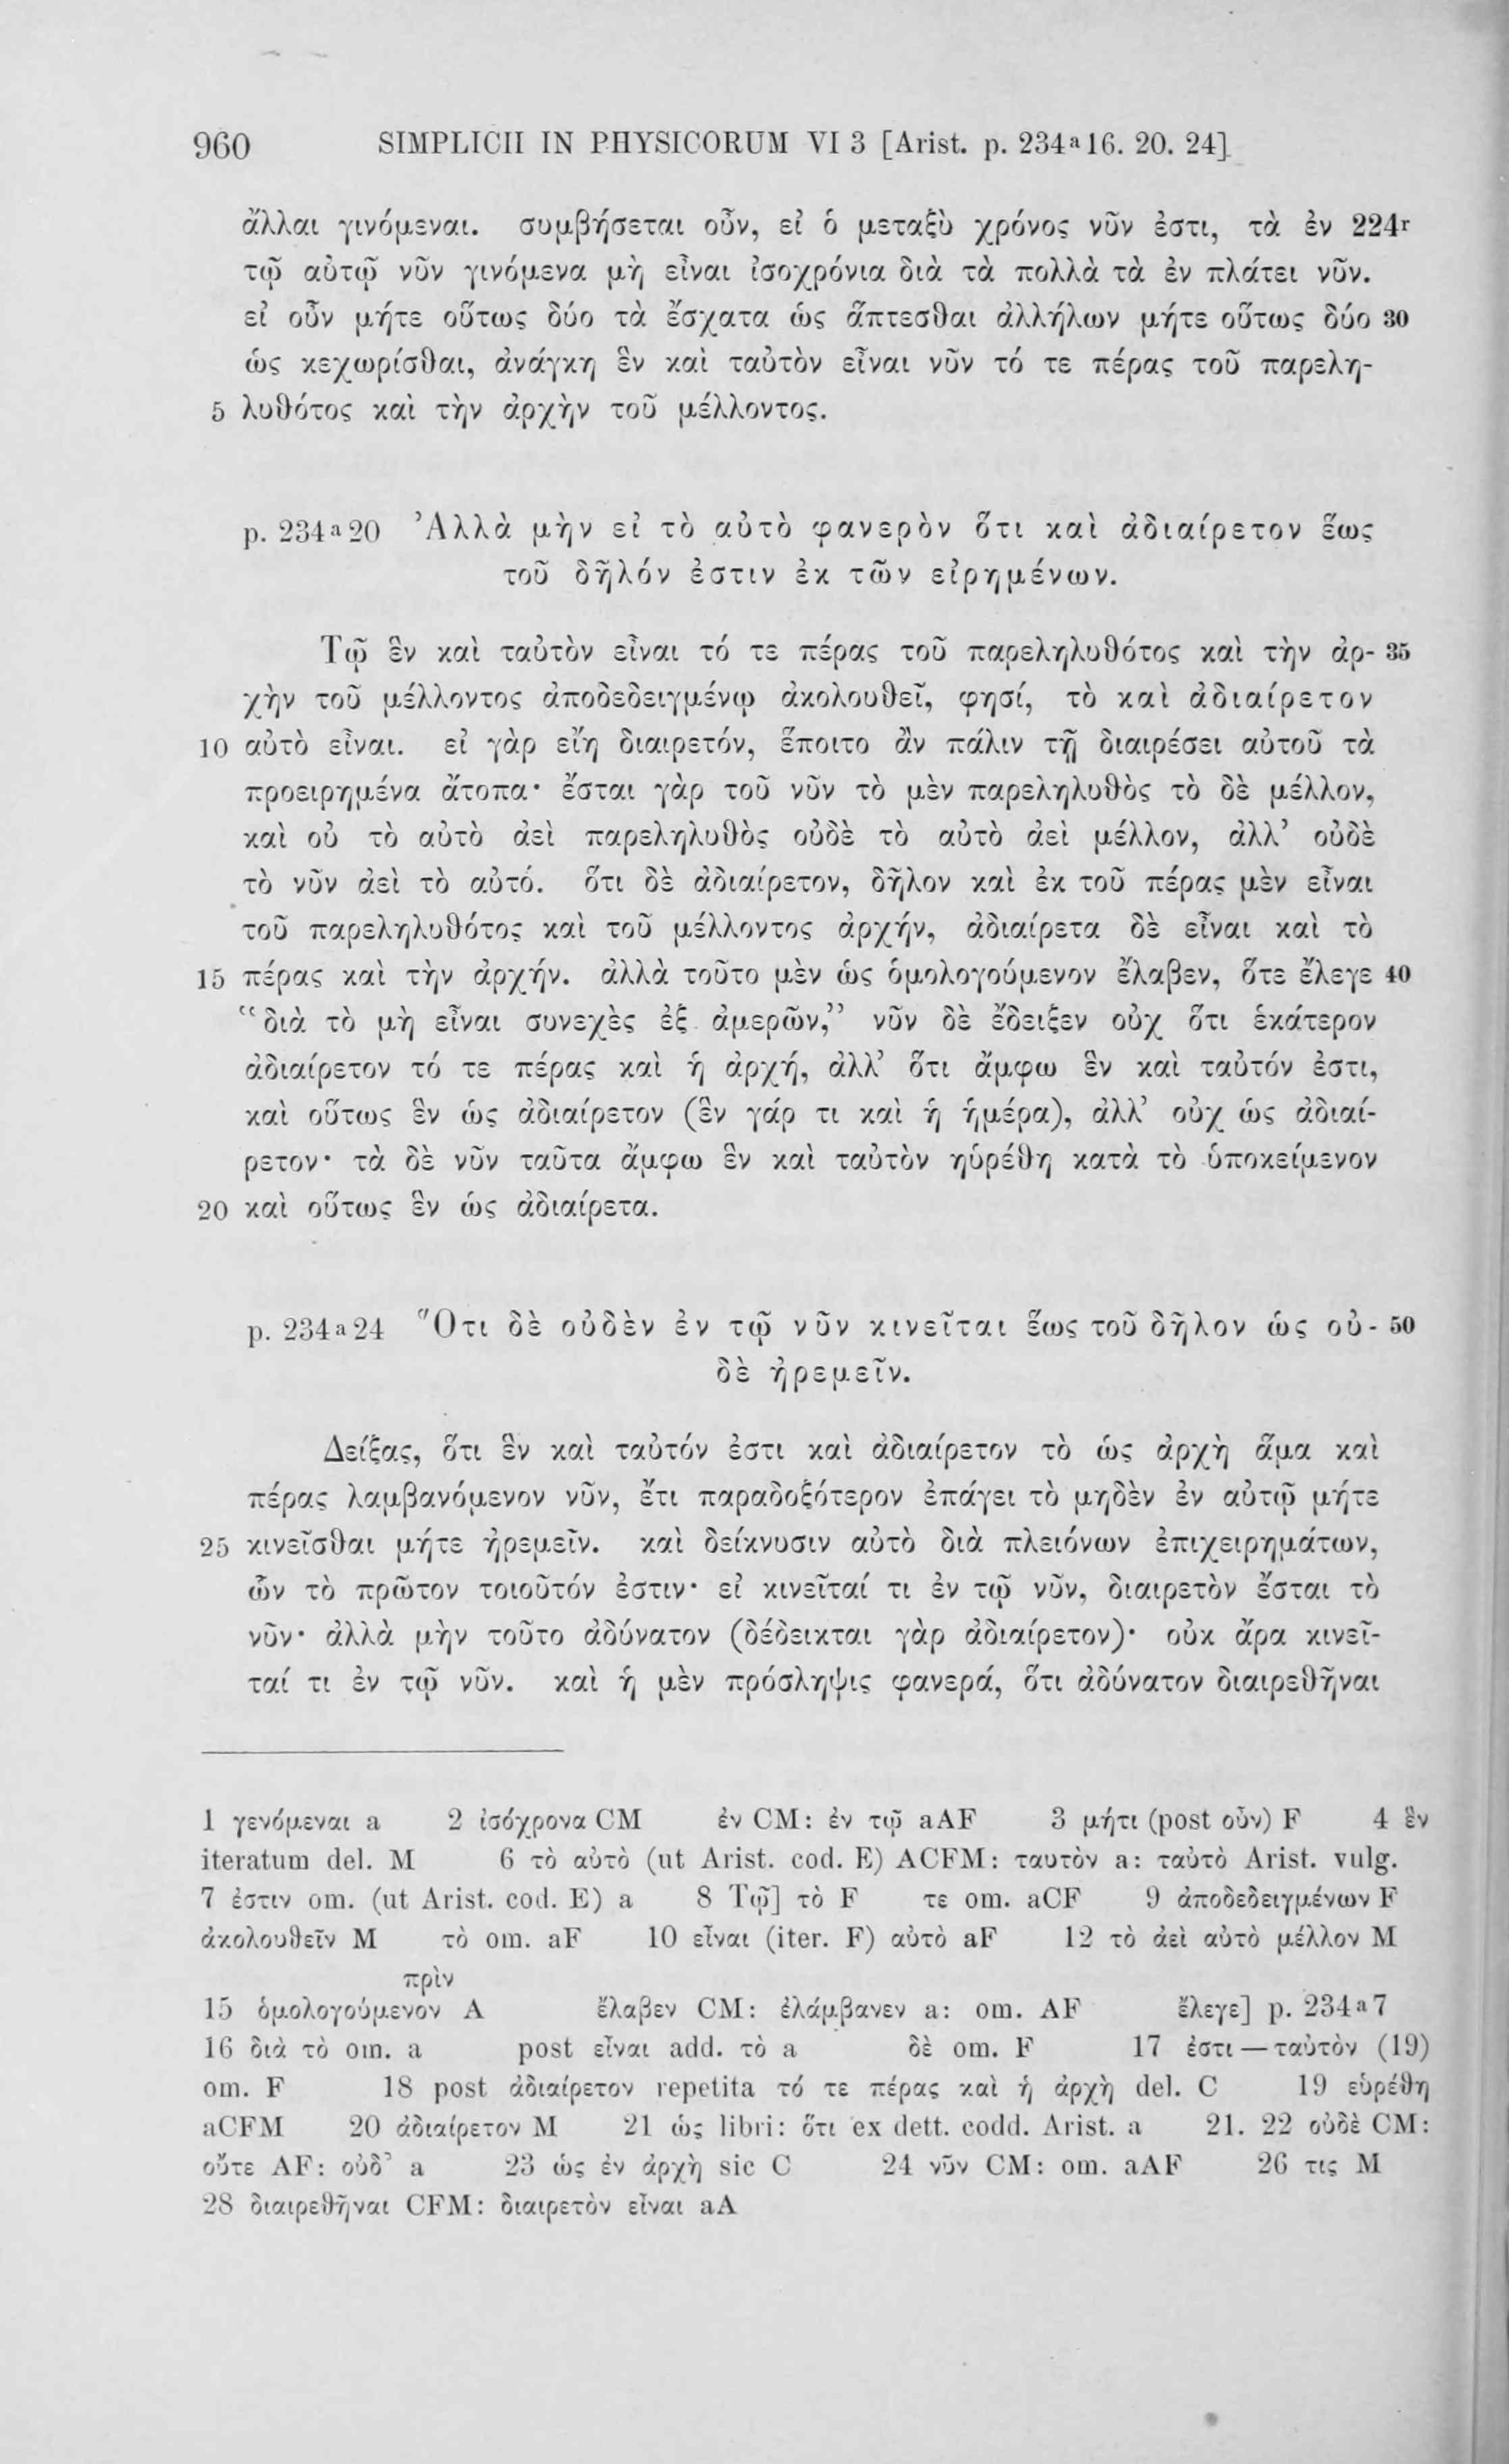 960 SIMPLICII IN PHYSICORUM VI 3 [Arist. p. 234ᵃ16. 20. 24]
ἄλλαι γινόμεναι. συμβήσεται οὖν, εἰ ὁ μεταξὺ χρόνος νῦν ἐστι, τὰ ἐν 224ʳ
τῷ αὐτῷ νῦν γινόμενα μὴ εἶναι ἰσοχρόνια διὰ τὰ πολλὰ τὰ ἐν πλάτει νῦν.
εἰ οὖν μήτε οὕτως δύο τὰ ἔσχατα ὡς ἅπτεσθαι ἀλλήλων μήτε οὕτως δύο 30
ὡς κεχωρίσθαι, ἀνάγκη ἓν καὶ ταὐτὸν εἶναι νῦν τό τε πέρας τοῦ παρελη-
5 λυθότος καὶ τὴν ἀρχὴν τοῦ μέλλοντος.
p. 234ᵃ20 Ἀλλὰ μὴν εἰ τὸ αὐτὸ φανερὸν ὅτι καὶ ἀδιαίρετον ἕως
τοῦ δῆλόν ἐστιν ἐκ τῶν εἰρημένων.
Τῷ ἓν καὶ ταὐτὸν εἶναι τό τε πέρας τοῦ παρεληλυθότος καὶ τὴν ἀρ- 35
χὴν τοῦ μέλλοντος ἀποδεδειγμένῳ ἀκολουθεῖ, φησί, τὸ καὶ ἀδιαίρετον
10 αὐτὸ εἶναι. εἰ γὰρ εἴη διαιρετόν, ἕποιτο ἂν πάλιν τῇ διαιρέσει αὐτοῦ τὰ
προειρημένα ἄτοπα· ἔσται γὰρ τοῦ νῦν τὸ μὲν παρεληλυθὸς τὸ δὲ μέλλον,
καὶ οὐ τὸ αὐτὸ ἀεὶ παρεληλυθὸς οὐδὲ τὸ αὐτὸ ἀεὶ μέλλον, ἀλλ’ οὐδὲ
τὸ νῦν ἀεὶ τὸ αὐτό. ὅτι δὲ ἀδιαίρετον, δῆλον καὶ ἐκ τοῦ πέρας μὲν εἶναι
τοῦ παρεληλυθότος καὶ τοῦ μέλλοντος ἀρχήν, ἀδιαίρετα δὲ εἶναι καὶ τὸ
15 πέρας καὶ τὴν ἀρχήν. ἀλλὰ τοῦτο μὲν ὡς ὁμολογούμενον ἔλαβεν, ὅτε ἔλεγε 40
“διὰ τὸ μὴ εἶναι συνεχὲς ἐξ ἀμερῶν,” νῦν δὲ ἔδειξεν οὐχ ὅτι ἑκάτερον
ἀδιαίρετον τό τε πέρας καὶ ἡ ἀρχή, ἀλλ’ ὅτι ἄμφω ἓν καὶ ταὐτόν ἐστι,
καὶ οὕτως ἓν ὡς ἀδιαίρετον (ἓν γάρ τι καὶ ἡ ἡμέρα), ἀλλ’ οὐχ ὡς ἀδιαί-
ρετον· τὰ δὲ νῦν ταῦτα ἄμφω ἓν καὶ ταὐτὸν ηὑρέθη κατὰ τὸ ὑποκείμενον
20 καὶ οὕτως ἓν ὡς ἀδιαίρετα.
p. 234ᵃ24 Ὅτι δὲ οὐδὲν ἐν τῷ νῦν κινεῖται ἕως τοῦ δῆλον ὡς οὐ- 50
δὲ ἠρεμεῖν.
Δείξας, ὅτι ἓν καὶ ταὐτόν ἐστι καὶ ἀδιαίρετον τὸ ὡς ἀρχὴ ἅμα καὶ
πέρας λαμβανόμενον νῦν, ἔτι παραδοξότερον ἐπάγει τὸ μηδὲν ἐν αὐτῷ μήτε
25 κινεῖσθαι μήτε ἠρεμεῖν. καὶ δείκνυσιν αὐτὸ διὰ πλειόνων ἐπιχειρημάτων,
ὧν τὸ πρῶτον τοιοῦτόν ἐστιν· εἰ κινεῖταί τι ἐν τῷ νῦν, διαιρετὸν ἔσται τὸ
νῦν· ἀλλὰ μὴν τοῦτο ἀδύνατον (δέδεικται γὰρ ἀδιαίρετον)· οὐκ ἄρα κινεῖ-
ταί τι ἐν τῷ νῦν. καὶ ἡ μὲν πρόσληψις φανερά, ὅτι ἀδύνατον διαιρεθῆναι
1 γενόμεναι a 2 ἰσόχρονα CM ἐν CM: ἐν τῷ aAF 3 μήτι (post οὖν) F 4 ἓν
iteratum del. M 6 τὸ αὐτὸ (ut Arist. cod. E) ACFM: ταυτὸν a: ταὐτὸ Arist. vulg.
7 ἐστιν om. (ut Arist. cod. E) a 8 Τῷ] τὸ F τε om. aCF 9 ἀποδεδειγμένων F
ἀκολουθεῖν M τὸ om. aF 10 εἶναι (iter. F) αὐτὸ aF 12 τὸ ἀεὶ αὐτὸ μέλλον M
πρὶν
15 ὁμολογούμενον A ἔλαβεν CM: ἐλάμβανεν a: om. AF ἔλεγε] p. 234ᵃ7
16 διὰ τὸ om. a post εἶναι add. τὸ a δὲ om. F 17 ἐστι — ταὐτὸν (19)
om. F 18 post ἀδιαίρετον repetita τό τε πέρας καὶ ἡ ἀρχὴ del. C 19 εὑρέθη
aCFM 20 ἀδιαίρετον M 21 ὡς libri: ὅτι ex dett. codd. Arist. a 21. 22 οὐδὲ CM:
οὔτε AF: οὐδ’ a 23 ὡς ἐν ἀρχὴ sic C 24 νῦν CM: om. aAF 26 τις M
28 διαιρεθῆναι CFM: διαιρετὸν εἶναι aA